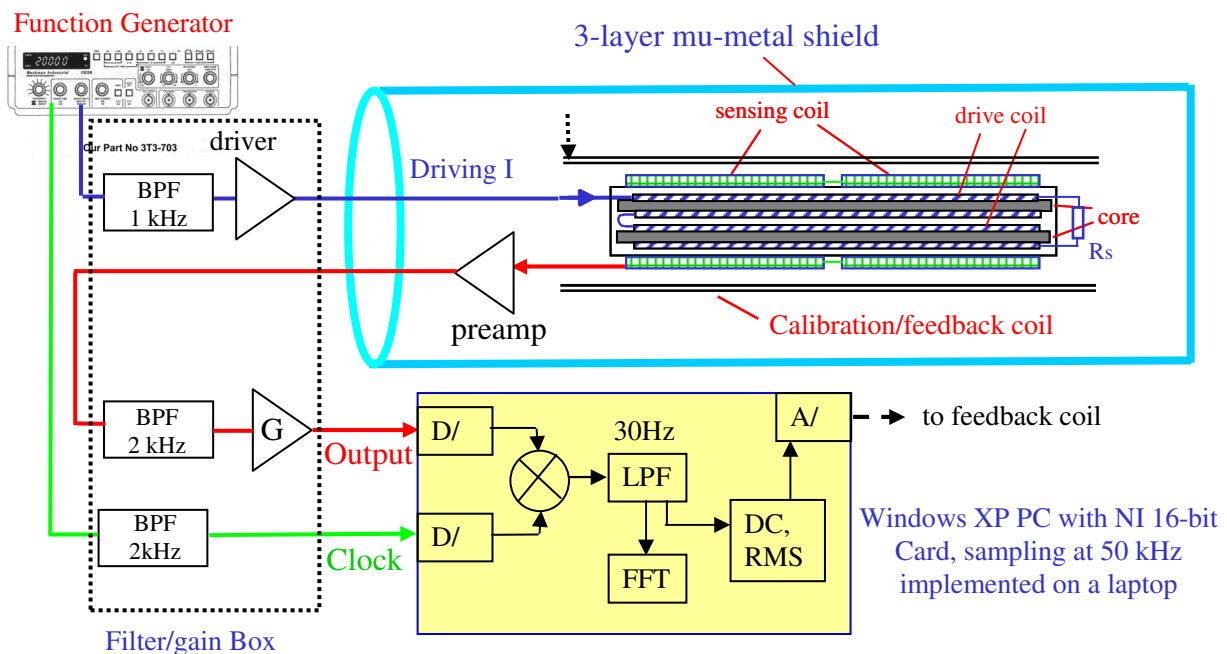 Function Generator
20000
Our Part No 3T3-703
3-layer mu-metal shield
sensing coil
drive coil
driver
Driving I
BPF
1 kHz
core
Rs
preamp
Calibration/feedback coil
BPF
2 kHz
G
Output
D/
30Hz
LPF
A/
to feedback coil
BPF
2kHz
Clock
D/
FFT
DC,
RMS
Windows XP PC with NI 16-bit
Card, sampling at 50 kHz
implemented on a laptop
Filter/gain Box